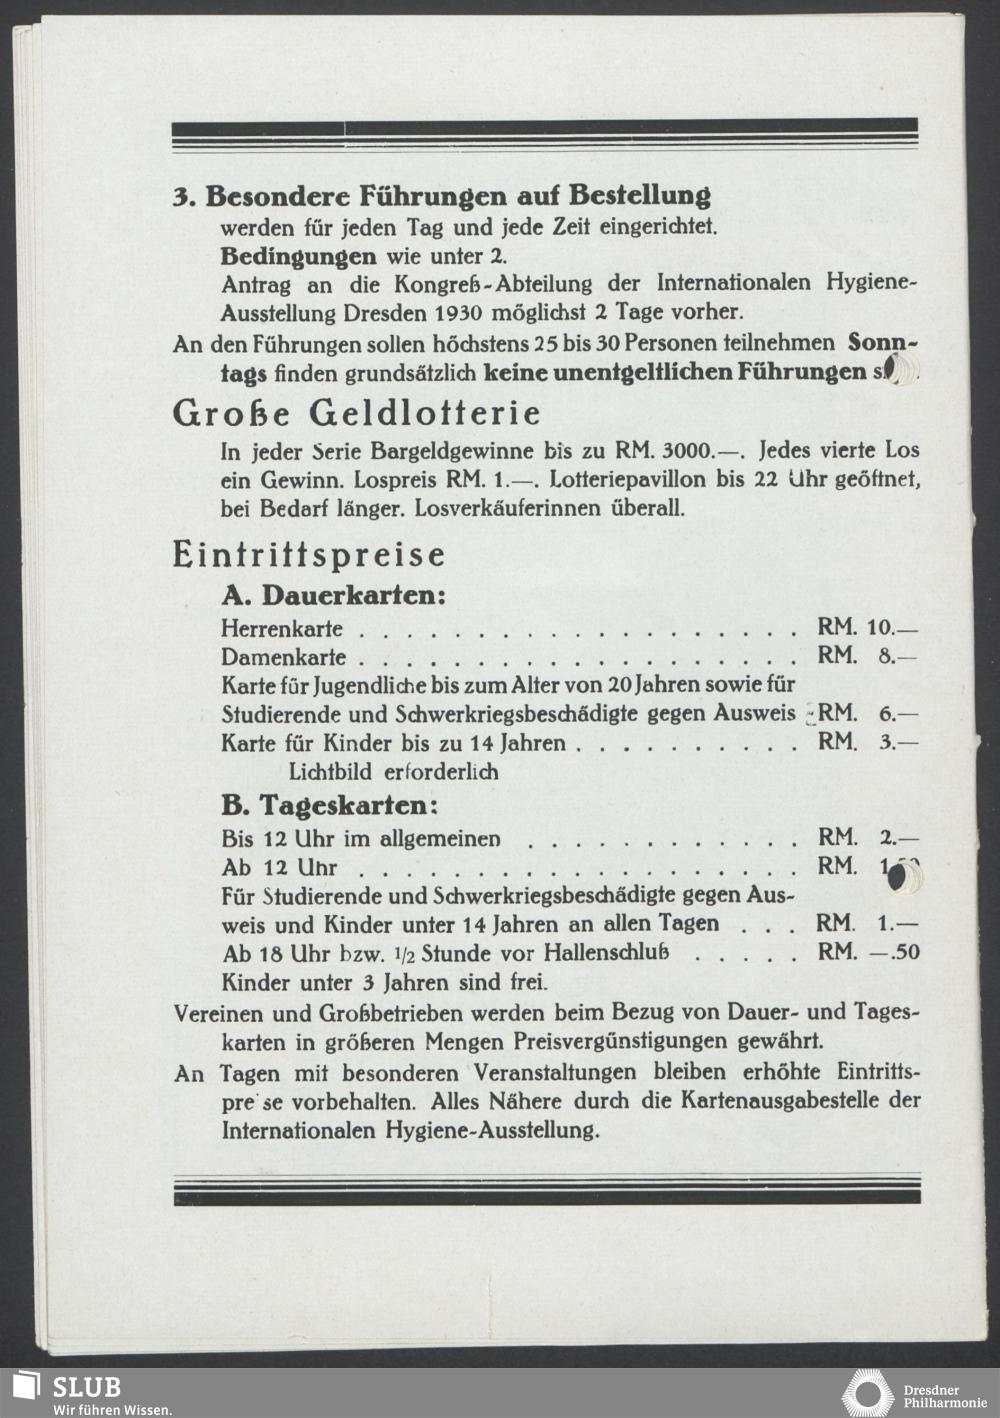 3. Besondere Führungen auf Bestellung
werden für jeden Tag und jede Zeit eingerichtet.
Bedingungen wie unter 2.
Antrag an die Kongreß-Abteilung der Internationalen Hygiene-
Ausstellung Dresden 1930 möglichst 2 Tage vorher.
An den Führungen sollen höchstens 25 bis 30 Personen teilnehmen Sonn-
tags finden grundsätzlich keine unentgeltlichen Führungen
Große Geldlotterie
In jeder Serie Bargeldgewinne bis zu RM. 3000.—. Jedes vierte Los
ein Gewinn. Lospreis RM. 1.—. Lotteriepavillon bis 22 Uhr geöffnet,
bei Bedarf länger. Losverkäuferinnen überall.
Eintrittspreise
A. Dauerkarten:
Herrenkarte . . . . . . . . . . . . . . . . . . . RM. 10.—
Damenkarte . . . . . . . . . . . . . . . . . . . RM. 8.—
Karte für Jugendliche bis zum Alter von 20 Jahren sowie für
Studierende und Schwerkriegsbeschädigte gegen Ausweis RM. 6.—
Karte für Kinder bis zu 14 Jahren . . . . . . . . . . RM. 3.—
Lichtbild erforderlich
B. Tageskarten:
Bis 12 Uhr im allgemeinen . . . . . . . . . . . . RM. 2.—
Ab 12 Uhr . . . . . . . . . . . . . . . . . . . RM.
Für Studierende und Schwerkriegsbeschädigte gegen Aus-
weis und Kinder unter 14 Jahren an allen Tagen . . . RM. 1.—
Ab 18 Uhr bzw. 1/2 Stunde vor Hallenschluß . . . . . RM. —.50
Kinder unter 3 Jahren sind frei.
Vereinen und Großbetrieben werden beim Bezug von Dauer- und Tages-
karten in größeren Mengen Preisvergünstigungen gewährt.
An Tagen mit besonderen Veranstaltungen bleiben erhöhte Eintritts-
pre se vorbehalten. Alles Nähere durch die Kartenausgabestelle der
Internationalen Hygiene-Ausstellung.
SLUB
Wir führen Wissen.
Dresdner
Philharmonie